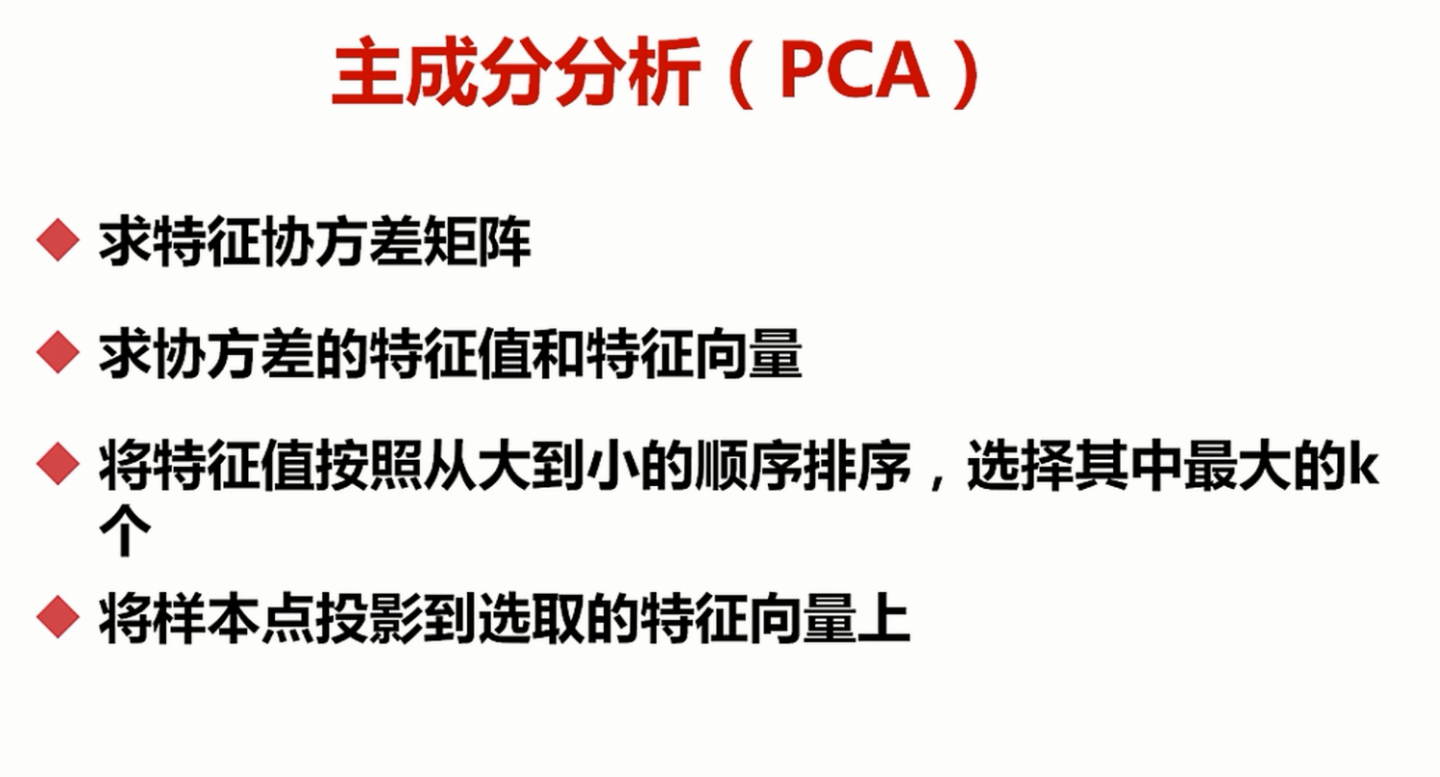 主成分分析（PCA）
求特征协方差矩阵
求协方差的特征值和特征向量
将特征值按照从大到小的顺序排序，选择其中最大的k
个
将样本点投影到选取的特征向量上